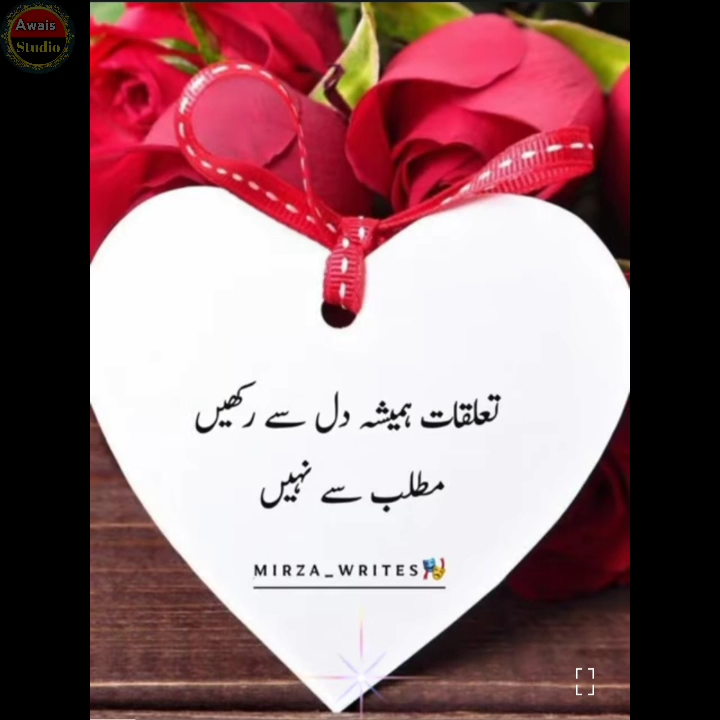 Awais
Studio
تعلقات ہمیشہ دل سے رکھیں
مطلب سے نہیں
MIRZA_WRITES🎭